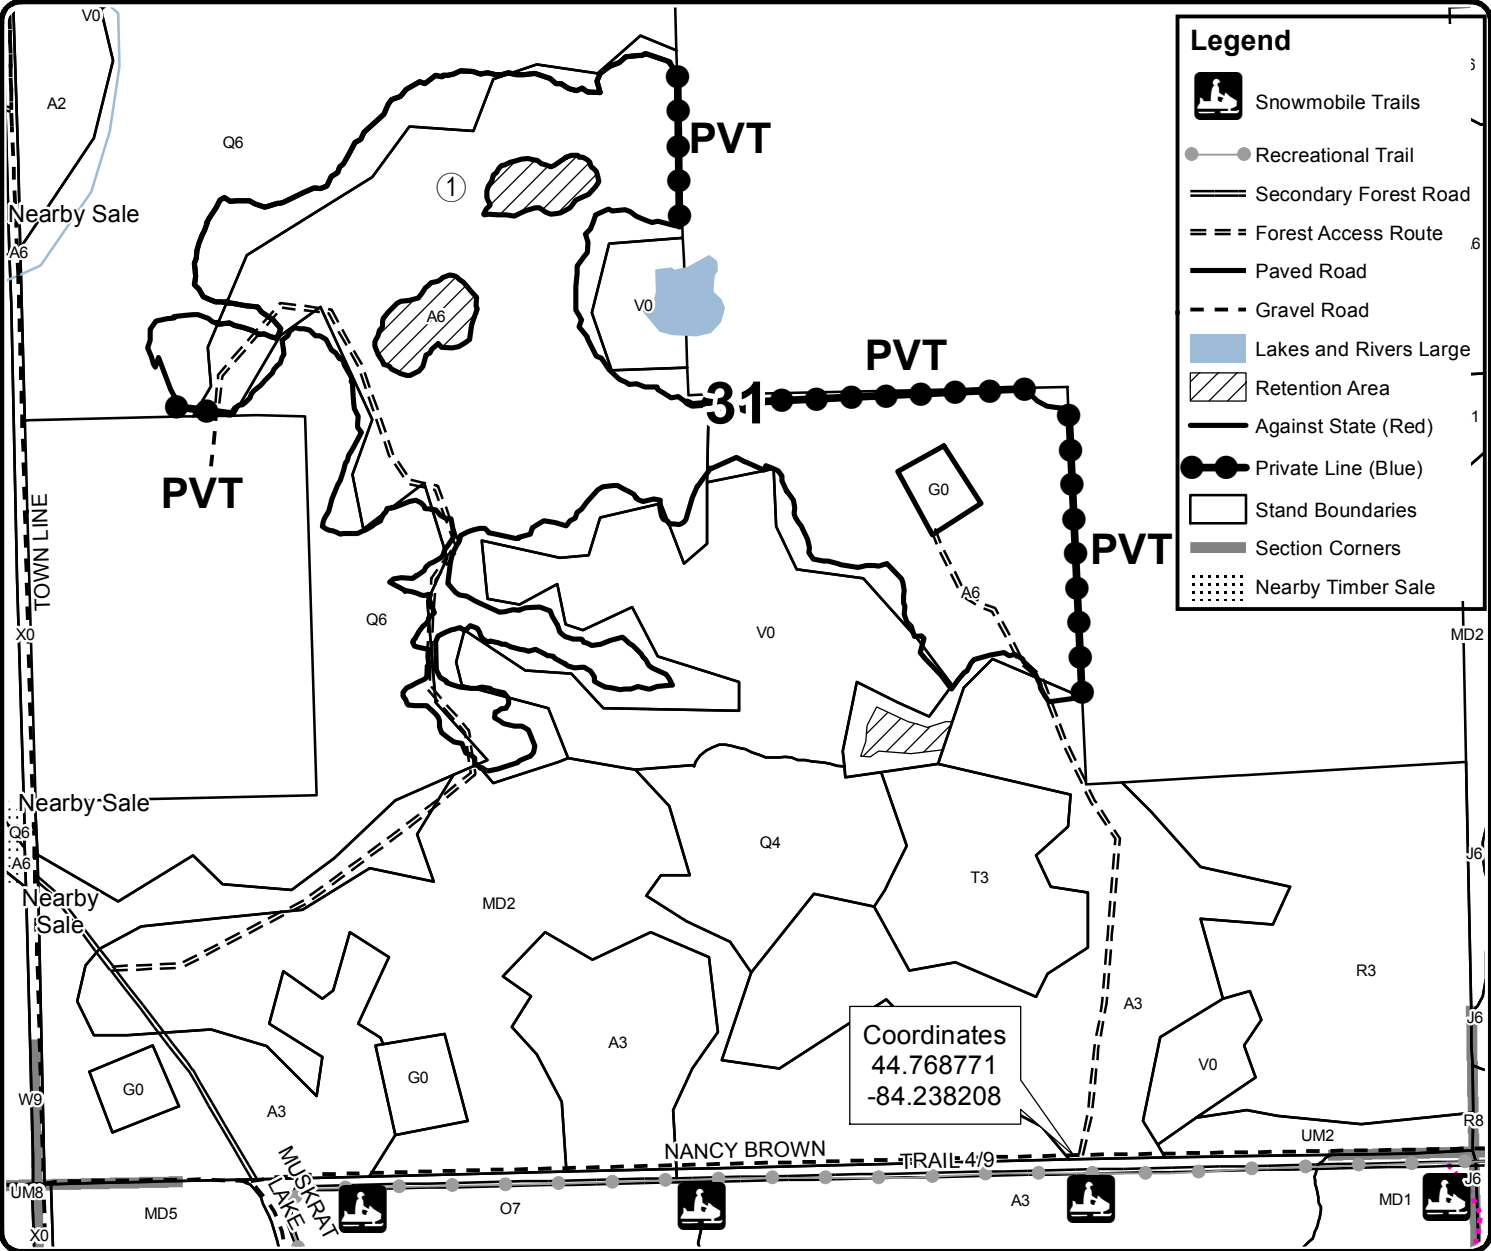 V0
A2
Q6
Nearby Sale
A6
1
PVT
V0
A6
PVT
31
PVT
G0
PVT
TOWN LINE
A6
Q6
V0
X0
MD2
Nearby Sale
Q6
A6
Nearby
Sale
Q4
T3
MD2
J6
R3
A3
J6
Coordinates
44.768771
-84.238208
A3
V0
G0
G0
W9
A3
R8
UM2
NANCY BROWN
TRAIL 4/9
MUSKRAT
LAKE
UM8
MD5
O7
A3
MD1
J6
X0
Legend
Snowmobile Trails
Recreational Trail
Secondary Forest Road
Forest Access Route
Paved Road
Gravel Road
Lakes and Rivers Large
Retention Area
Against State (Red)
Private Line (Blue)
Stand Boundaries
Section Corners
Nearby Timber Sale